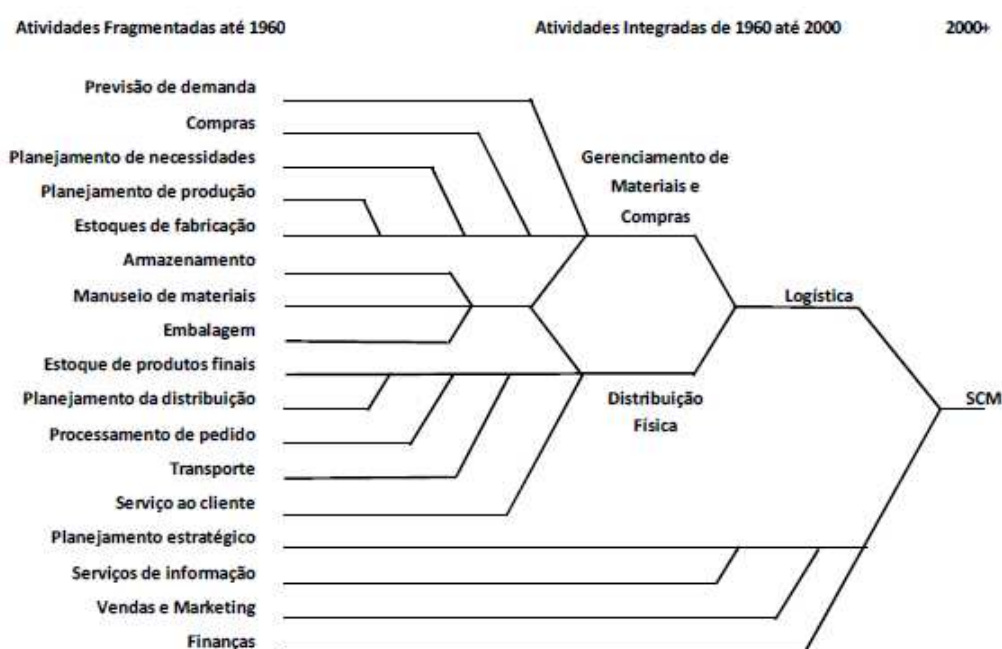 Atividades Fragmentadas até 1960
Atividades Integradas de 1960 até 2000
2000+
Previsão de demanda
Compras
Planejamento de necessidades
Planejamento de produção
Estoques de fabricação
Armazenamento
Manuseio de materiais
Embalagem
Estoque de produtos finais
Planejamento da distribuição
Processamento de pedido
Transporte
Serviço ao cliente
Planejamento estratégico
Serviços de informação
Vendas e Marketing
Finanças
Gerenciamento de
Materiais e
Compras
Distribuição
Física
Logística
SCM